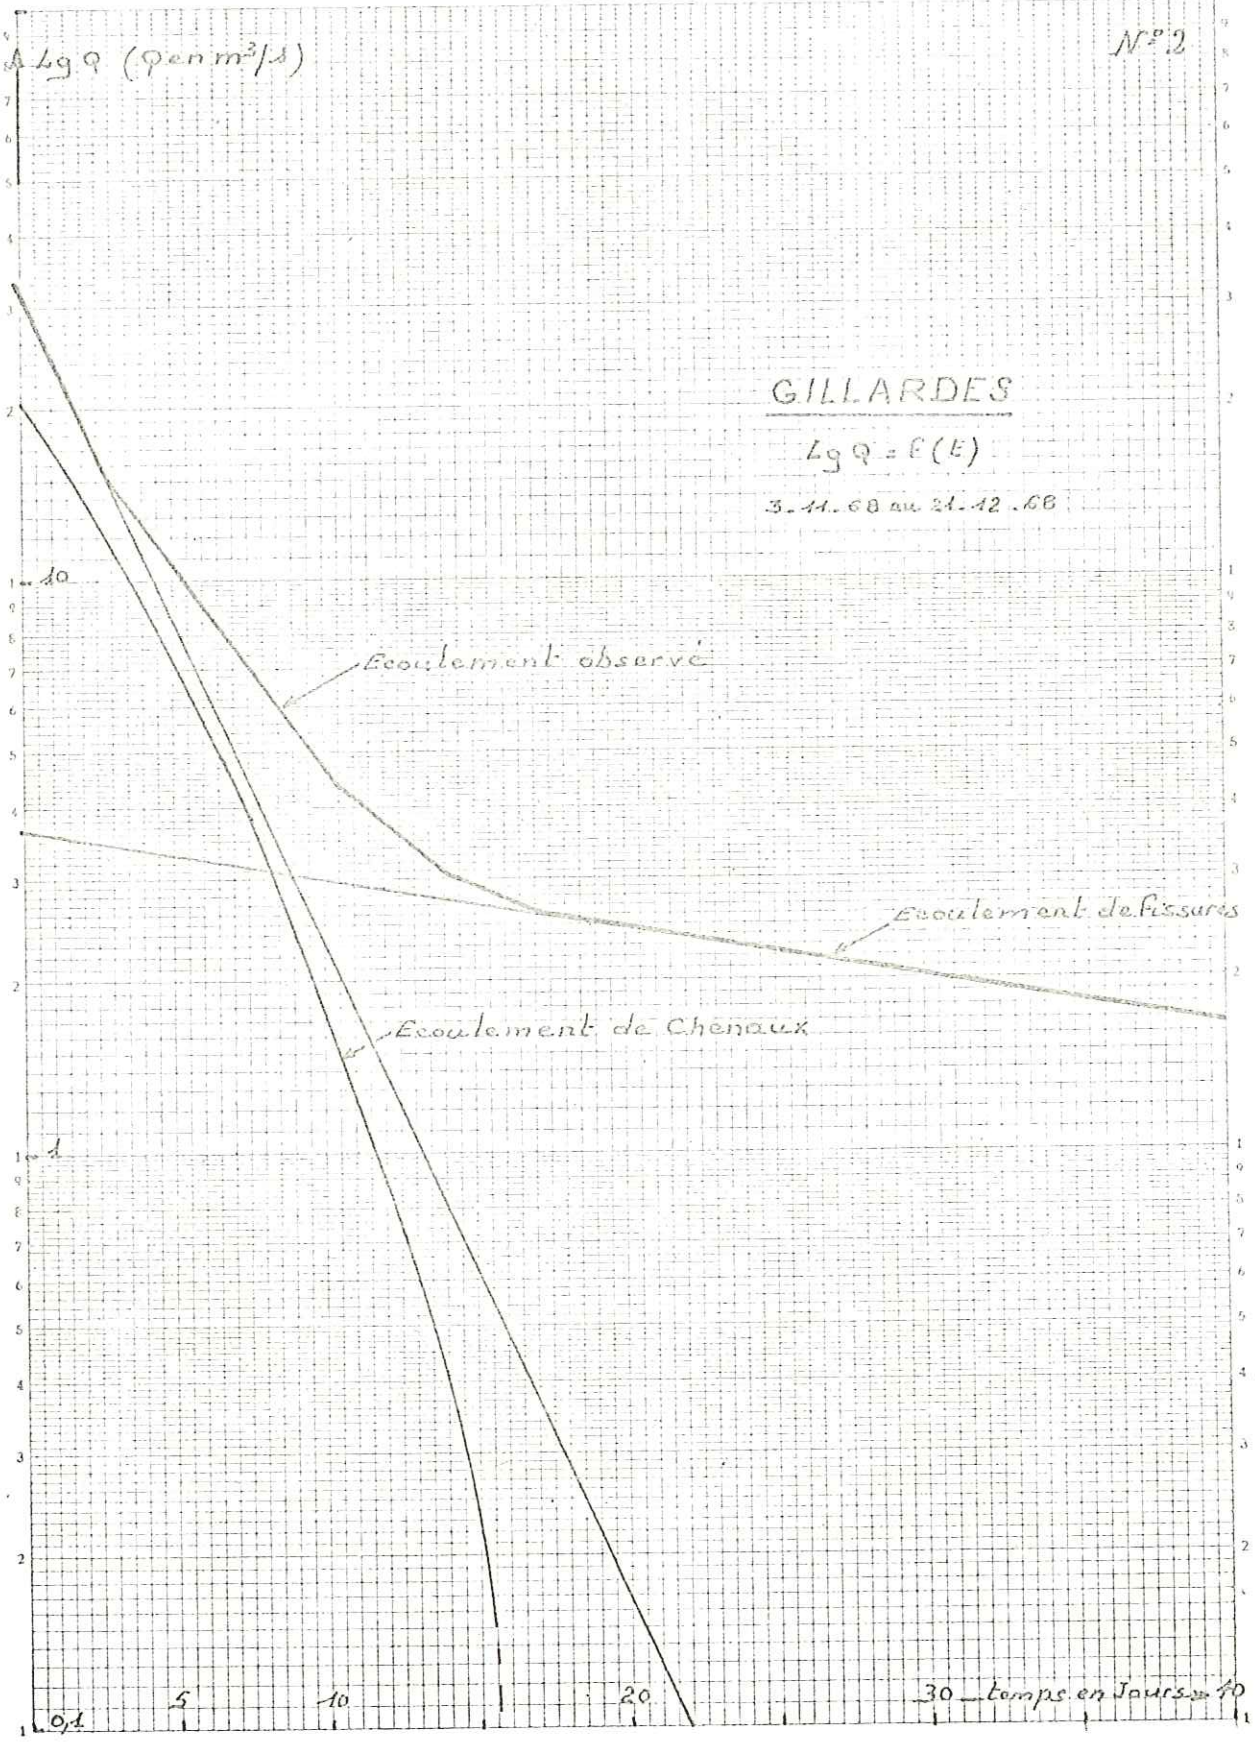 N° 2
Lg Q (Q en m³/s)
GILLARDES
Lg Q = f(t)
3.11.68 au 21.12.68
10
Ecoulement observé
Ecoulement de fissures
Ecoulement de Chenaux
1
0,1
5 10 20 30 temps en Jours 40